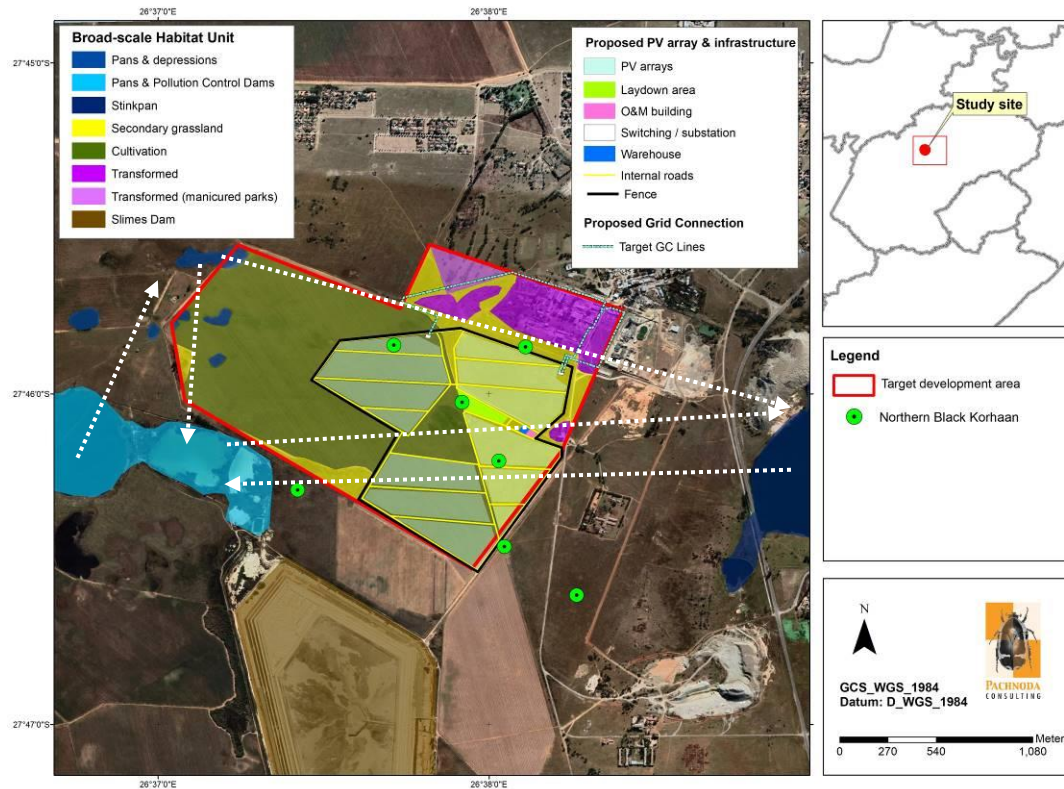 26°37'0"E
26°38'0"E
27°45'0"S
27°46'0"S
27°47'0"S
Broad-scale Habitat Unit
Pans & depressions
Pans & Pollution Control Dams
Stinkpan
Secondary grassland
Cultivation
Transformed
Transformed (manicured parks)
Slimes Dam
Proposed PV array & infrastructure
PV arrays
Laydown area
O&M building
Switching / substation
Warehouse
Internal roads
Fence
Proposed Grid Connection
Target GC Lines
Study site
Legend
Target development area
Northern Black Korhaan
N
GCS_WGS_1984
Datum: D_WGS_1984
PACHNODA
CONSULTING
Meter
0 270 540 1,080
26°37'0"E
26°38'0"E